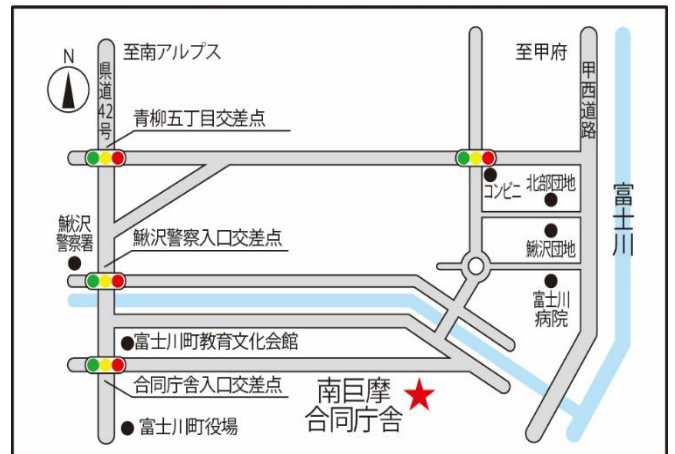 N
至南アルプス
至甲府
県道42号
甲西道路
青柳五丁目交差点
コンビニ
北部団地
富士川
鰍沢
警察署
鰍沢警察入口交差点
鰍沢団地
富士川
病院
富士川町教育文化会館
合同庁舎入口交差点
南巨摩
合同庁舎
富士川町役場